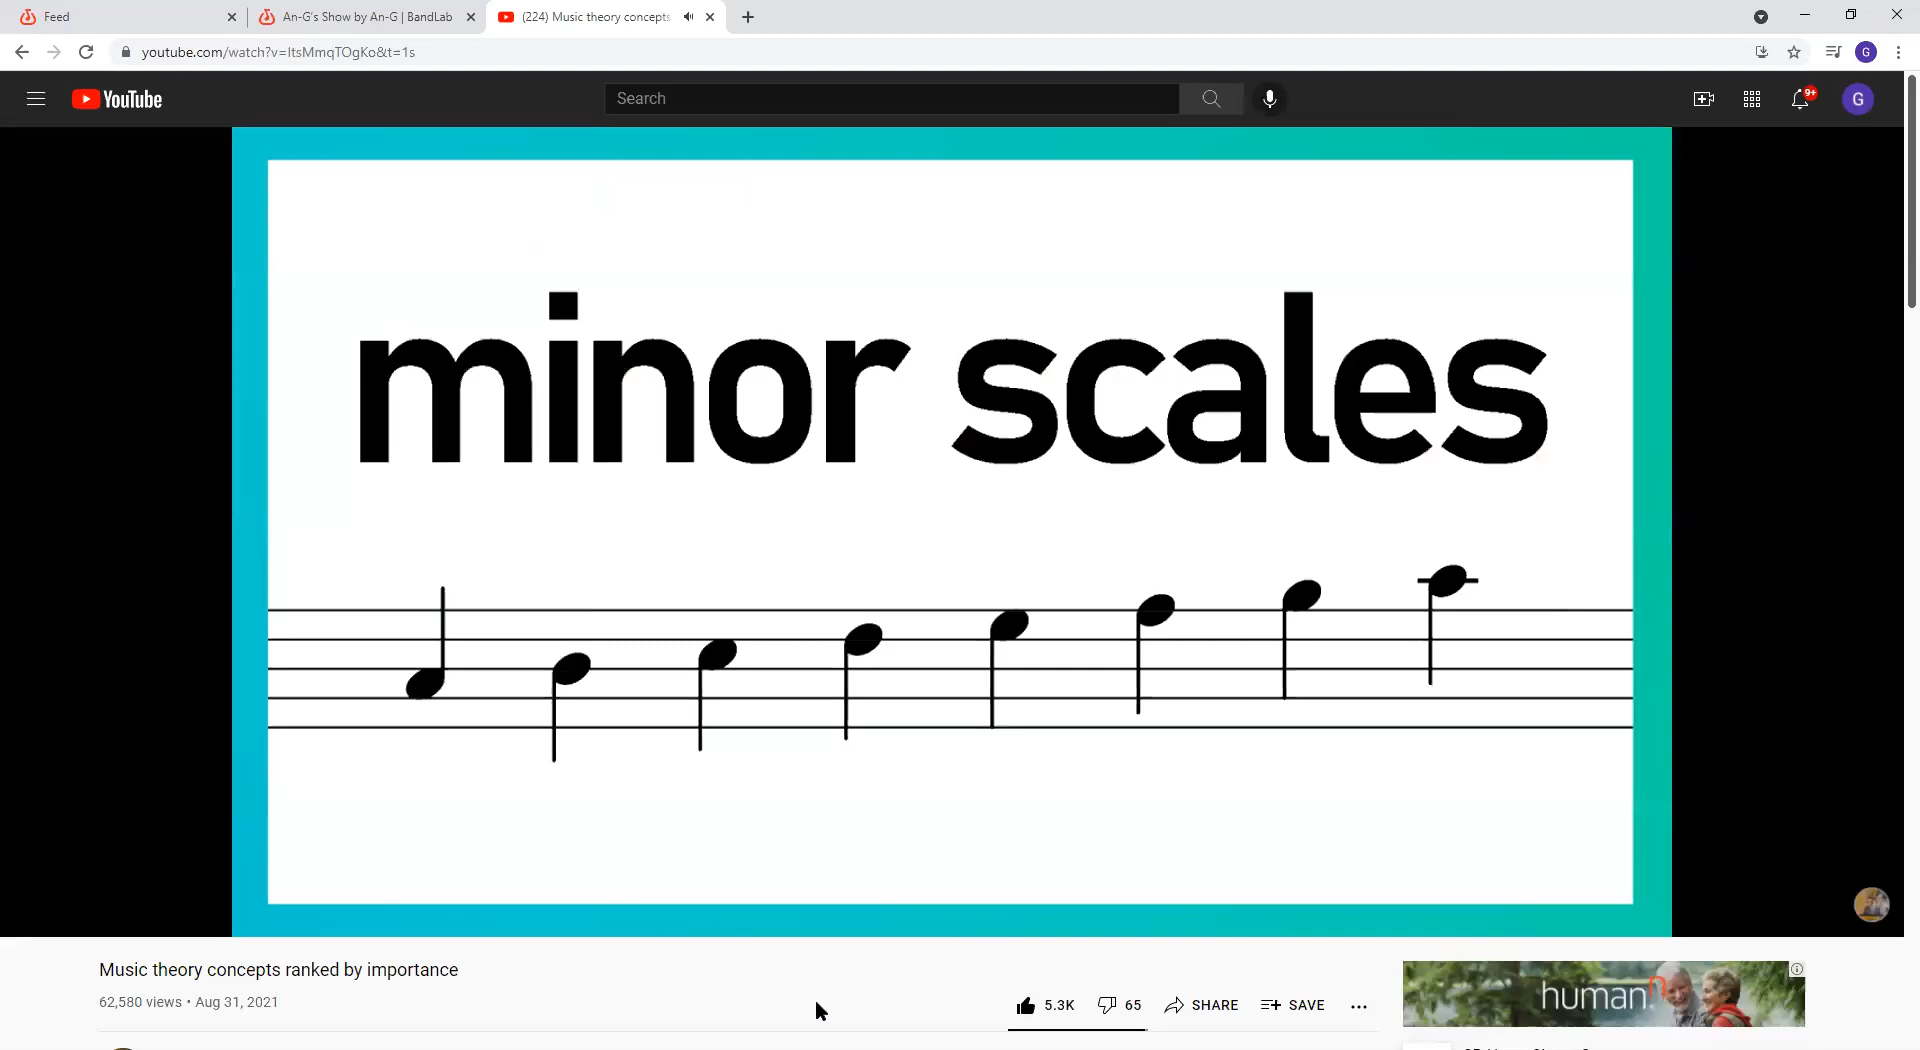 Feed
An-G's Show by An-G | BandLab
(224) Music theory concepts
youtube.com/watch?v=ItsMmqTOgKo&t=1s
G
YouTube
Search
9+
G
minor scales
Music theory concepts ranked by importance
62,580 views • Aug 31, 2021
5.3K
65
SHARE
SAVE
humann